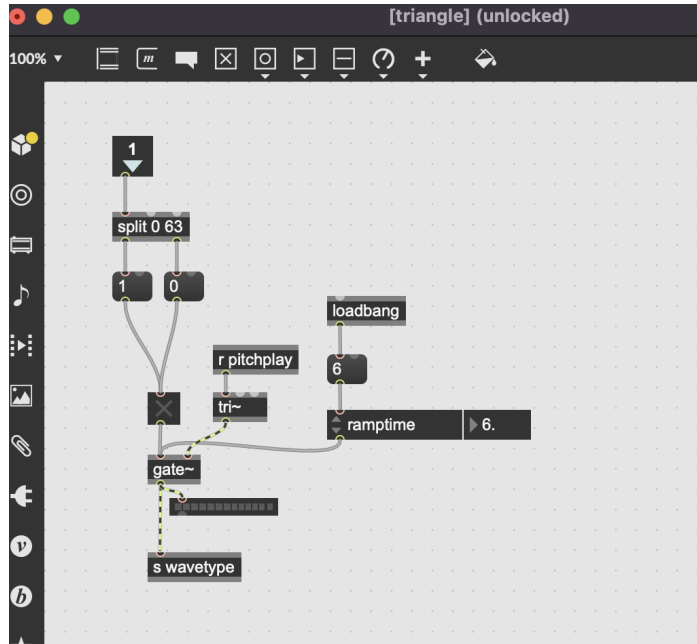 [triangle] (unlocked)
100%
m
1
split 0 63
1
0
loadbang
r pitchplay
6
tri~
ramptime
6.
gate~
s wavetype
v
b